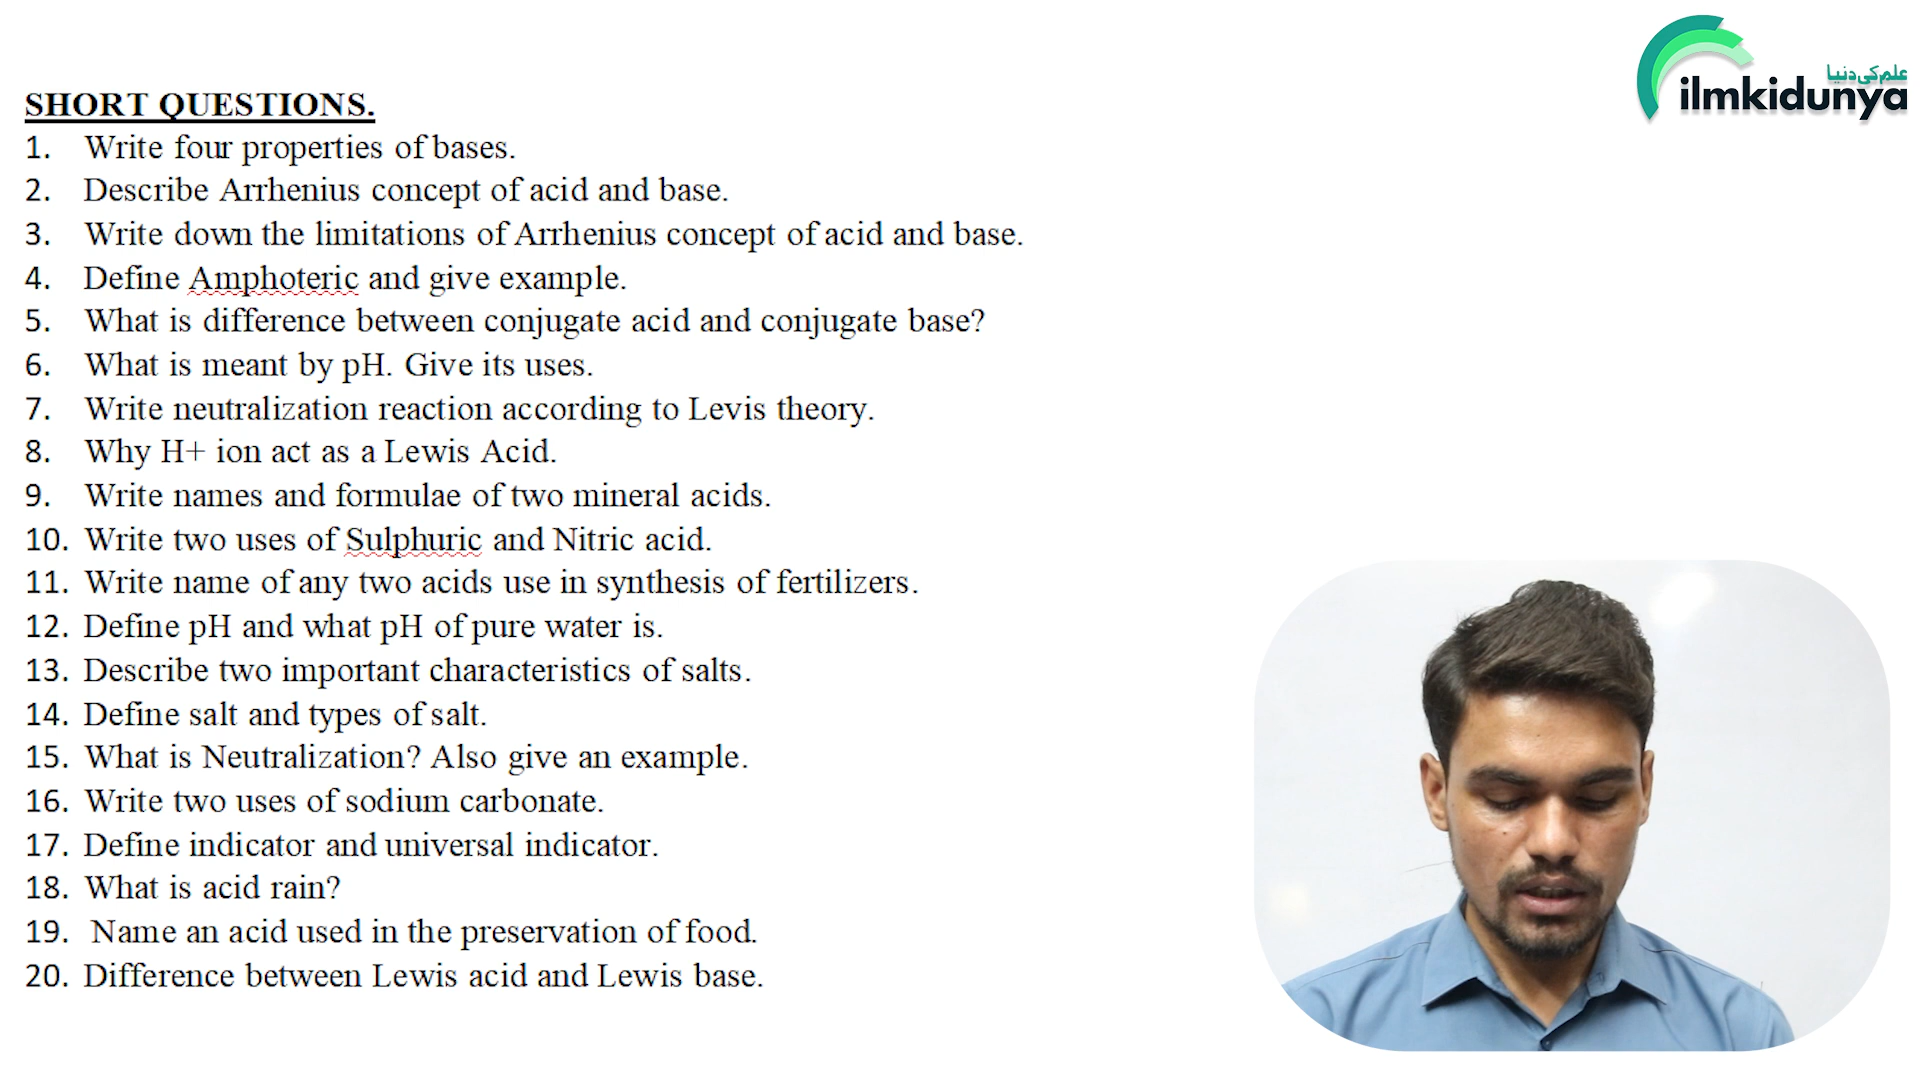 علم کی دنیا
ilmkidunya
SHORT QUESTIONS.
1. Write four properties of bases.
2. Describe Arrhenius concept of acid and base.
3. Write down the limitations of Arrhenius concept of acid and base.
4. Define Amphoteric and give example.
5. What is difference between conjugate acid and conjugate base?
6. What is meant by pH. Give its uses.
7. Write neutralization reaction according to Levis theory.
8. Why H+ ion act as a Lewis Acid.
9. Write names and formulae of two mineral acids.
10. Write two uses of Sulphuric and Nitric acid.
11. Write name of any two acids use in synthesis of fertilizers.
12. Define pH and what pH of pure water is.
13. Describe two important characteristics of salts.
14. Define salt and types of salt.
15. What is Neutralization? Also give an example.
16. Write two uses of sodium carbonate.
17. Define indicator and universal indicator.
18. What is acid rain?
19. Name an acid used in the preservation of food.
20. Difference between Lewis acid and Lewis base.